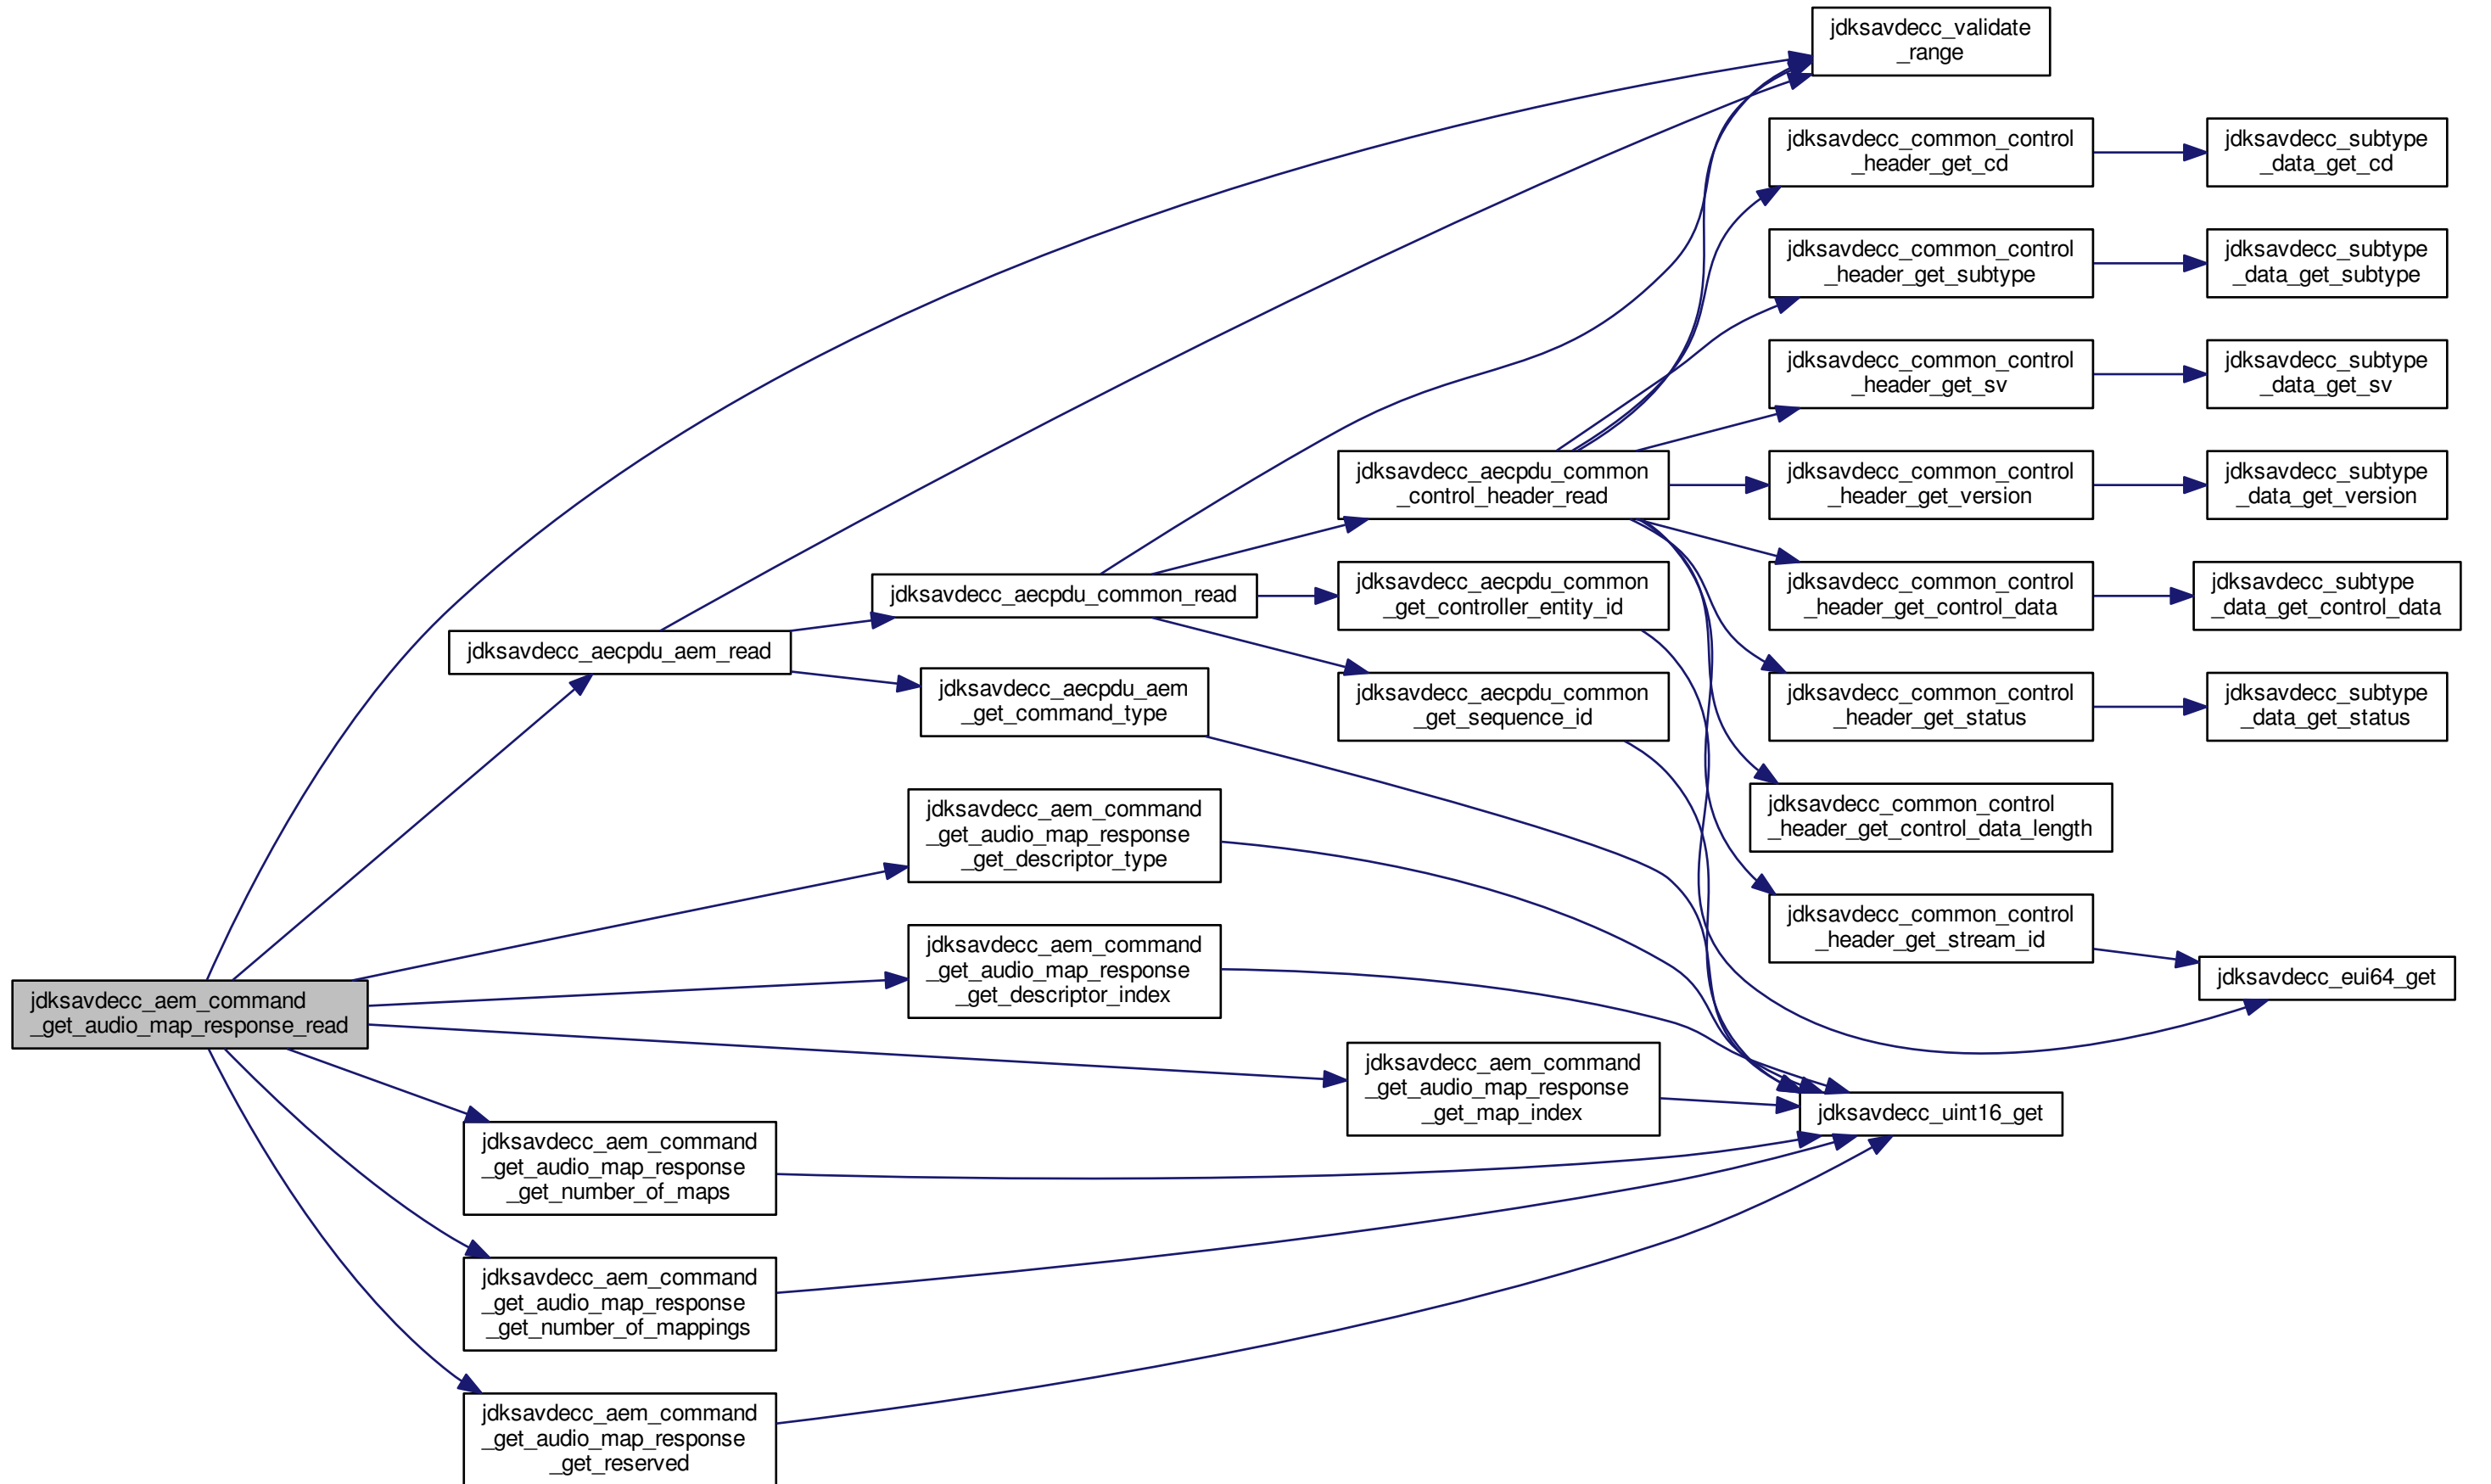 jdksavdecc_validate
_range
jdksavdecc_common_control
_header_get_cd
jdksavdecc_subtype
_data_get_cd
jdksavdecc_common_control
_header_get_subtype
jdksavdecc_subtype
_data_get_subtype
jdksavdecc_common_control
_header_get_sv
jdksavdecc_subtype
_data_get_sv
jdksavdecc_aecpdu_common
_control_header_read
jdksavdecc_common_control
_header_get_version
jdksavdecc_subtype
_data_get_version
jdksavdecc_aecpdu_common_read
jdksavdecc_aecpdu_common
_get_controller_entity_id
jdksavdecc_common_control
_header_get_control_data
jdksavdecc_subtype
_data_get_control_data
jdksavdecc_aecpdu_aem_read
jdksavdecc_aecpdu_aem
_get_command_type
jdksavdecc_aecpdu_common
_get_sequence_id
jdksavdecc_common_control
_header_get_status
jdksavdecc_subtype
_data_get_status
jdksavdecc_common_control
_header_get_control_data_length
jdksavdecc_aem_command
_get_audio_map_response
_get_descriptor_type
jdksavdecc_common_control
_header_get_stream_id
jdksavdecc_eui64_get
jdksavdecc_aem_command
_get_audio_map_response
_get_descriptor_index
jdksavdecc_aem_command
_get_audio_map_response_read
jdksavdecc_aem_command
_get_audio_map_response
_get_map_index
jdksavdecc_uint16_get
jdksavdecc_aem_command
_get_audio_map_response
_get_number_of_maps
jdksavdecc_aem_command
_get_audio_map_response
_get_number_of_mappings
jdksavdecc_aem_command
_get_audio_map_response
_get_reserved